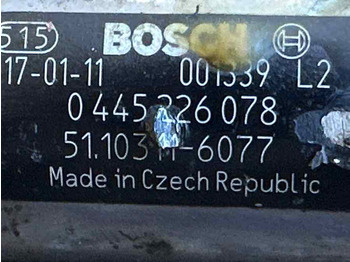 515 BOSCH
17-01-11 001339 L2
0 445 226 078
51.10311-6077
Made in Czech Republic